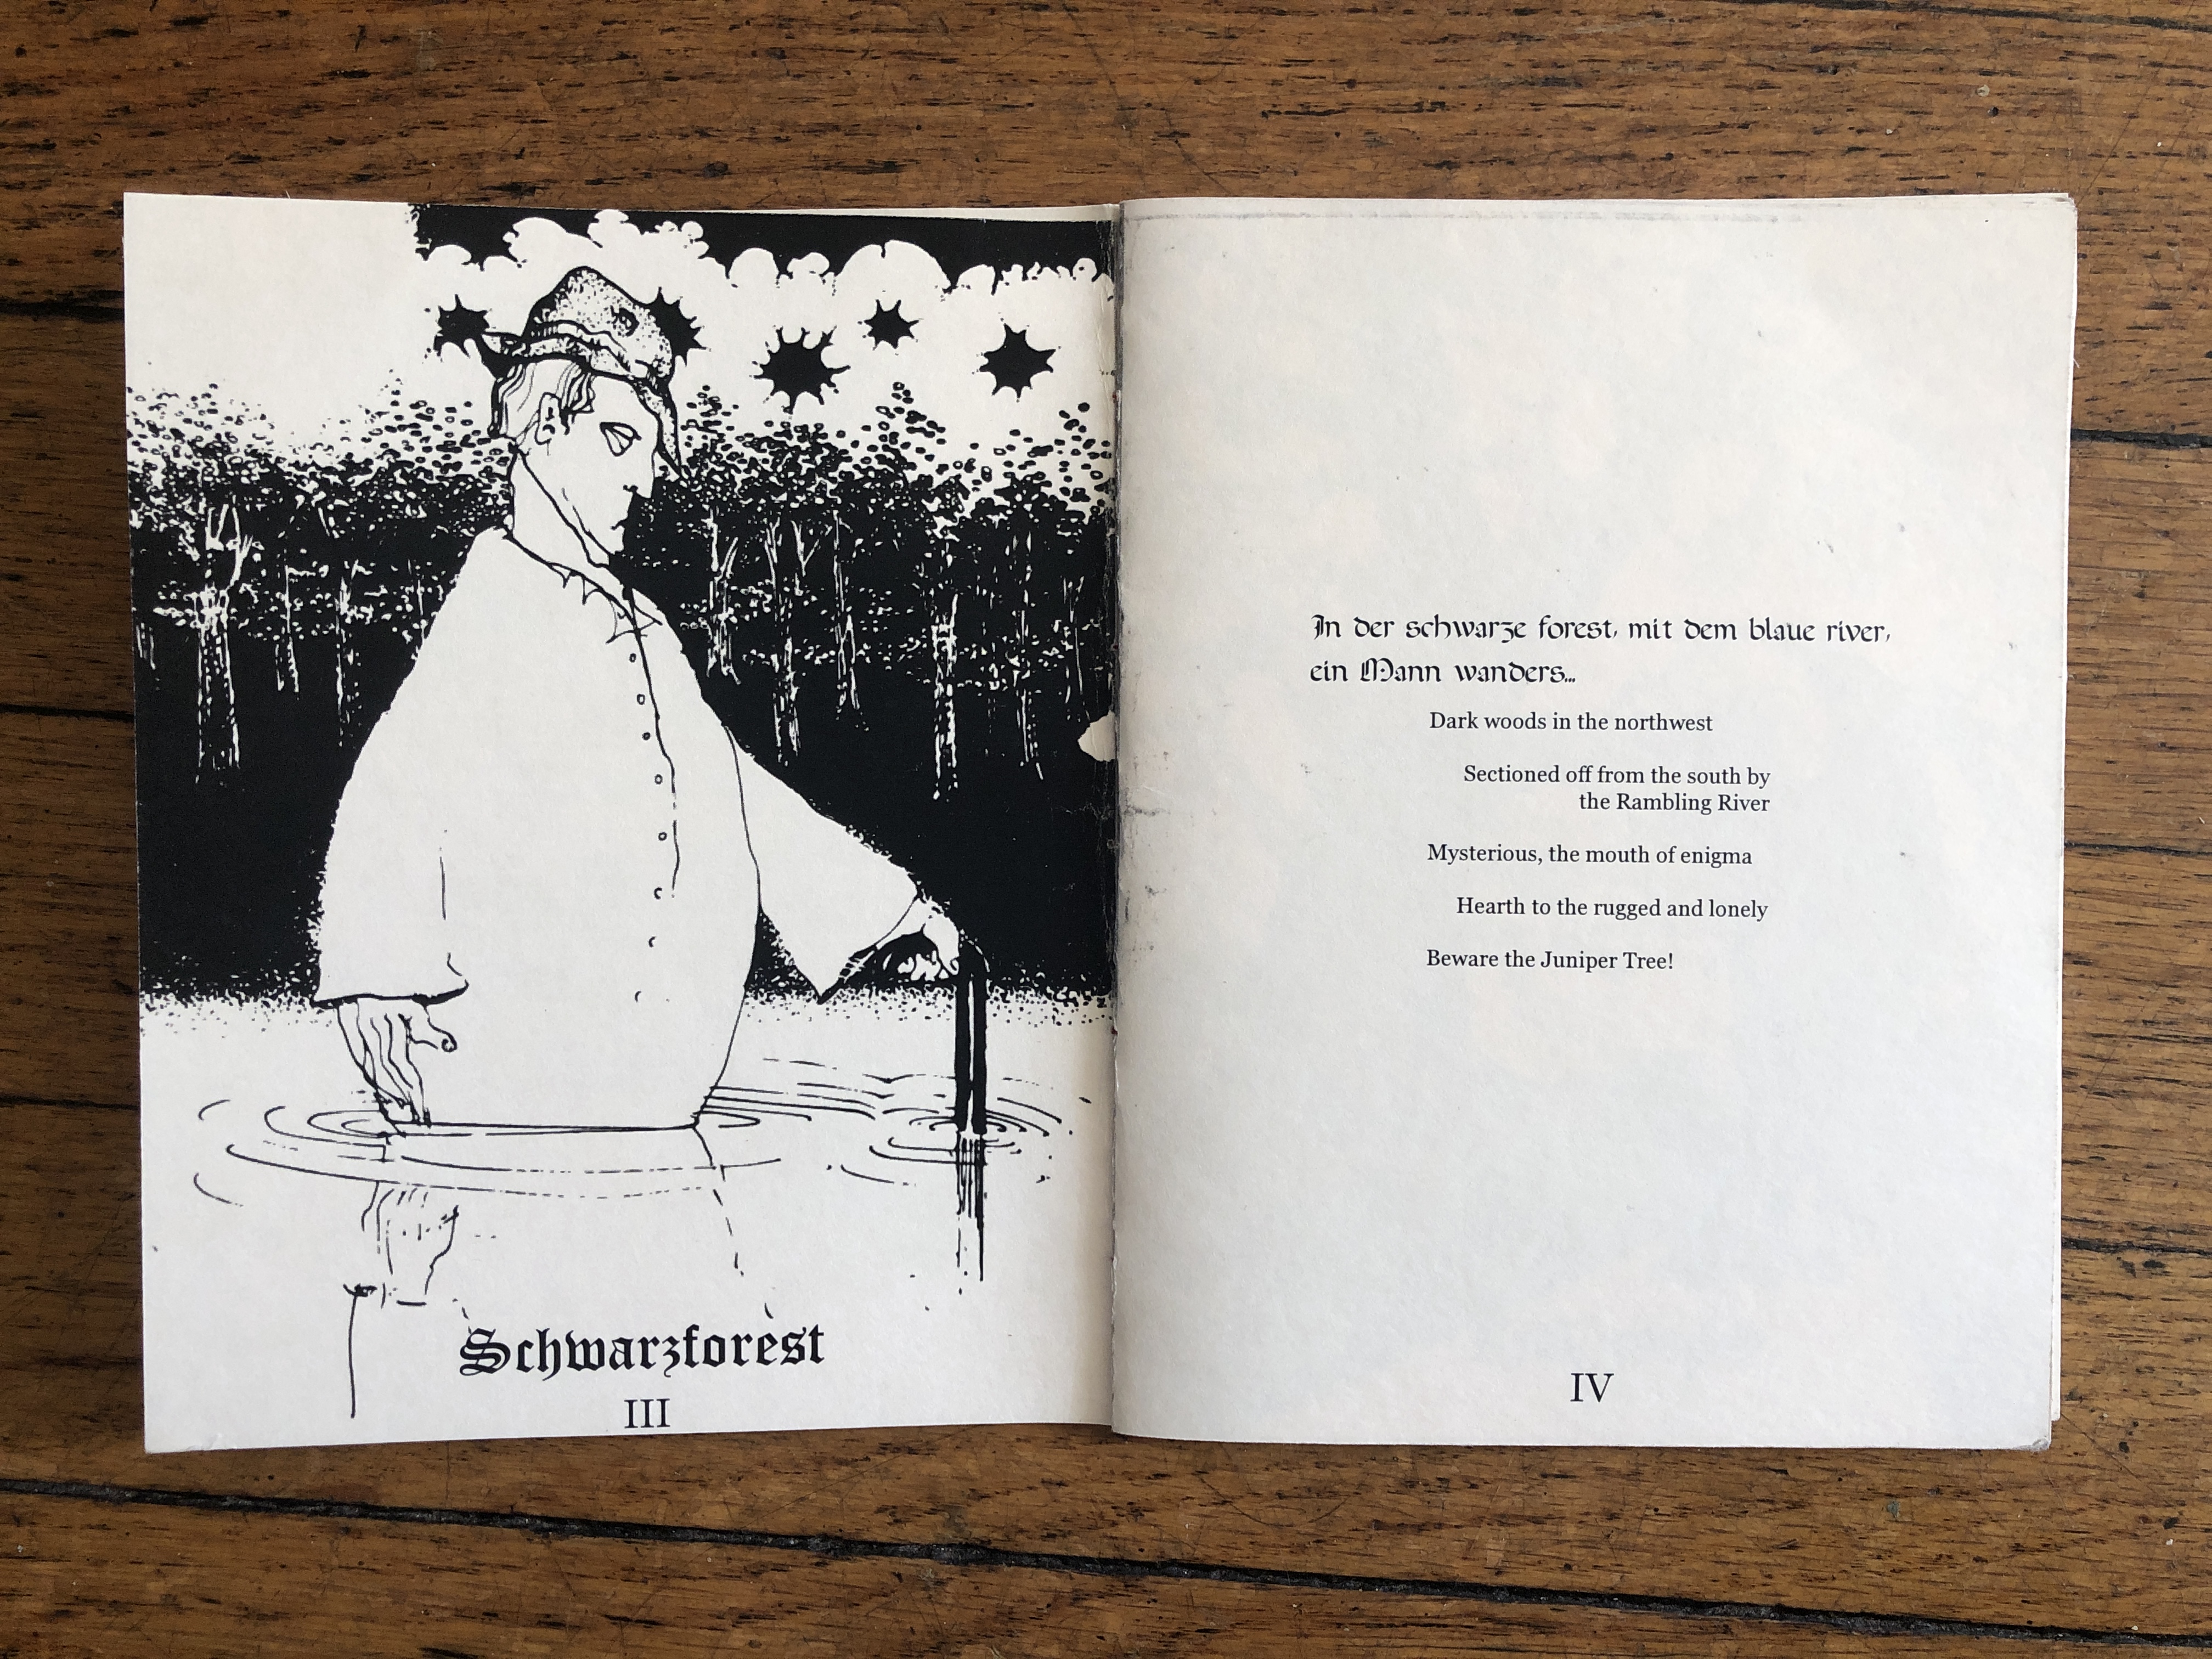 Schwarzforest
III
In der schwarze forest, mit dem blaue river,
ein Mann wanders...
Dark woods in the northwest
Sectioned off from the south by
the Rambling River
Mysterious, the mouth of enigma
Hearth to the rugged and lonely
Beware the Juniper Tree!
IV